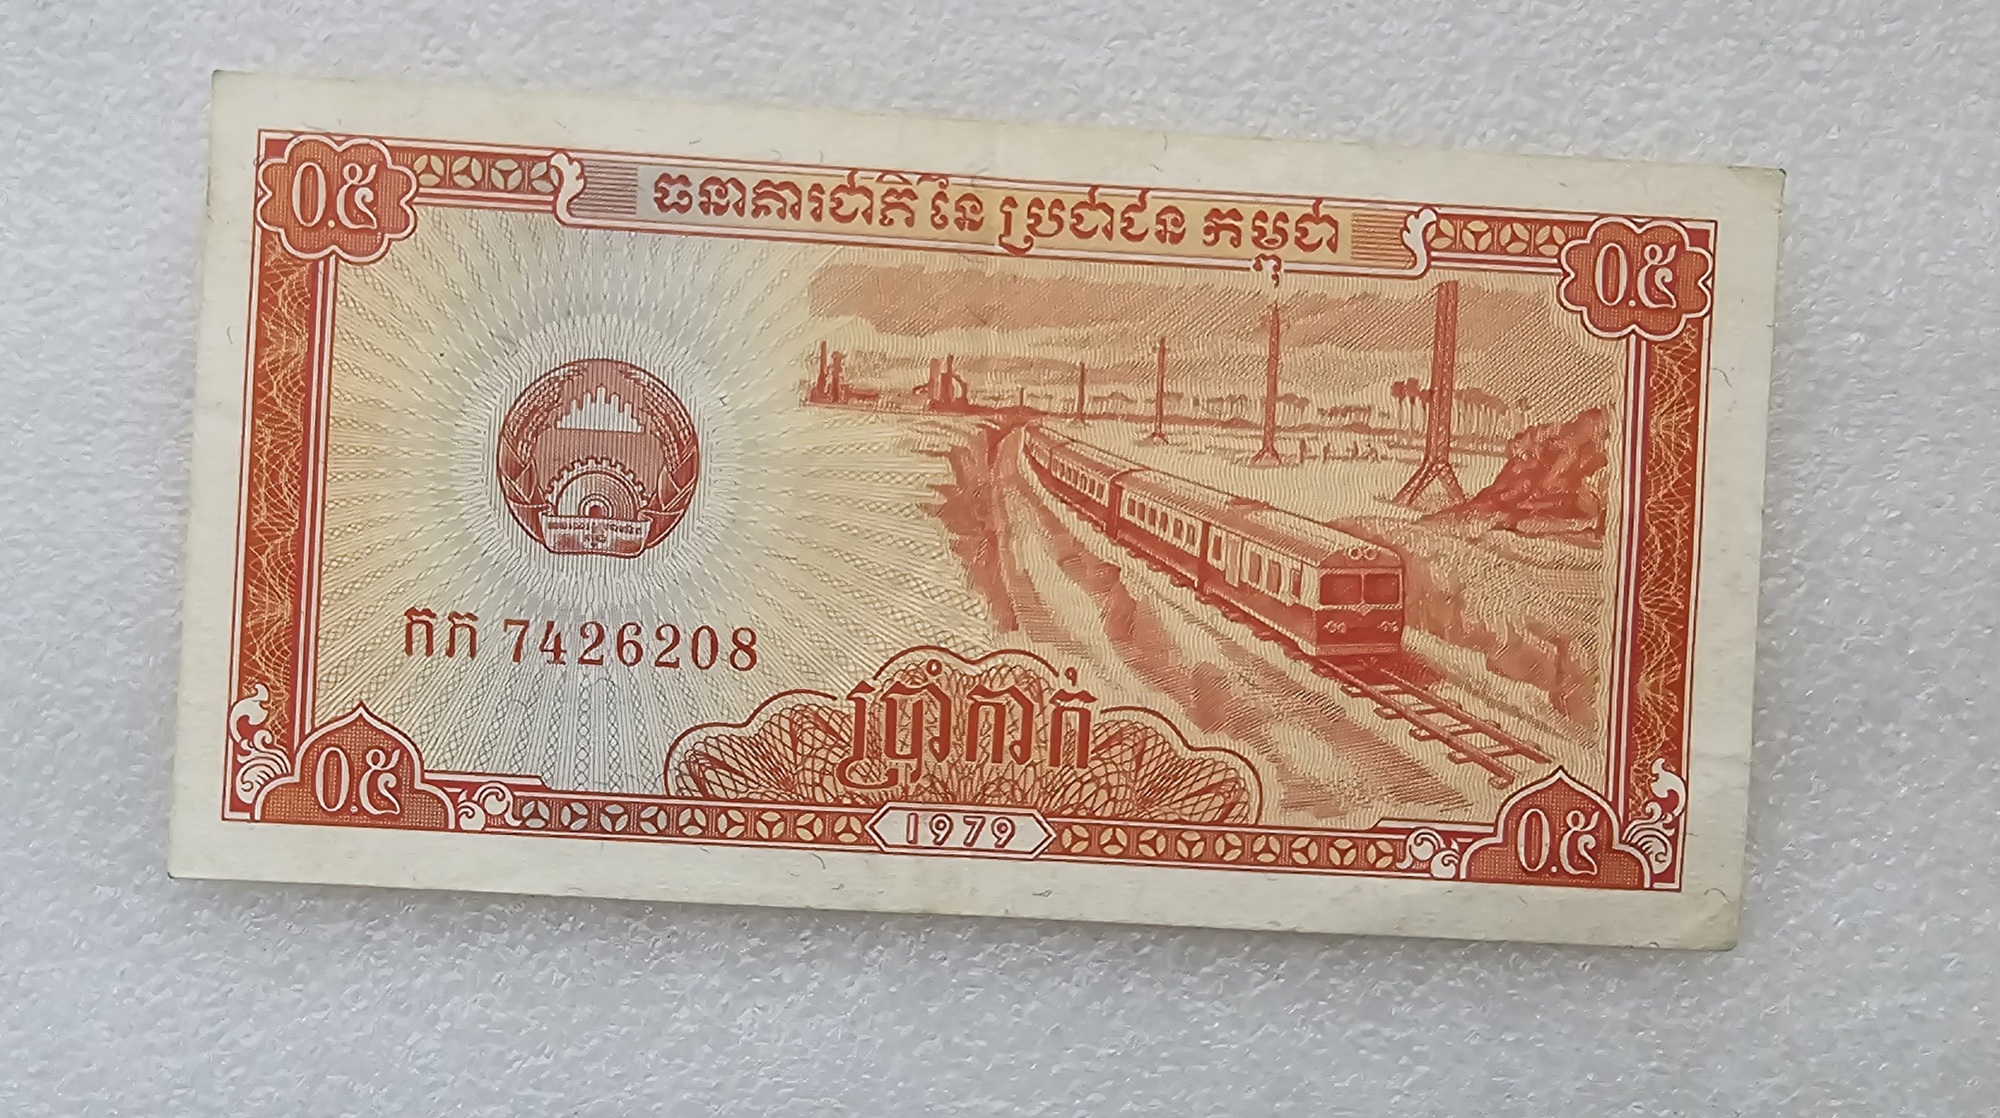 ធនាគារជាតិ នៃ ប្រជាជន កម្ពុជា
០.៥
០.៥
កភ 7426208
ប្រាំកាក់
០.៥
1979
០.៥